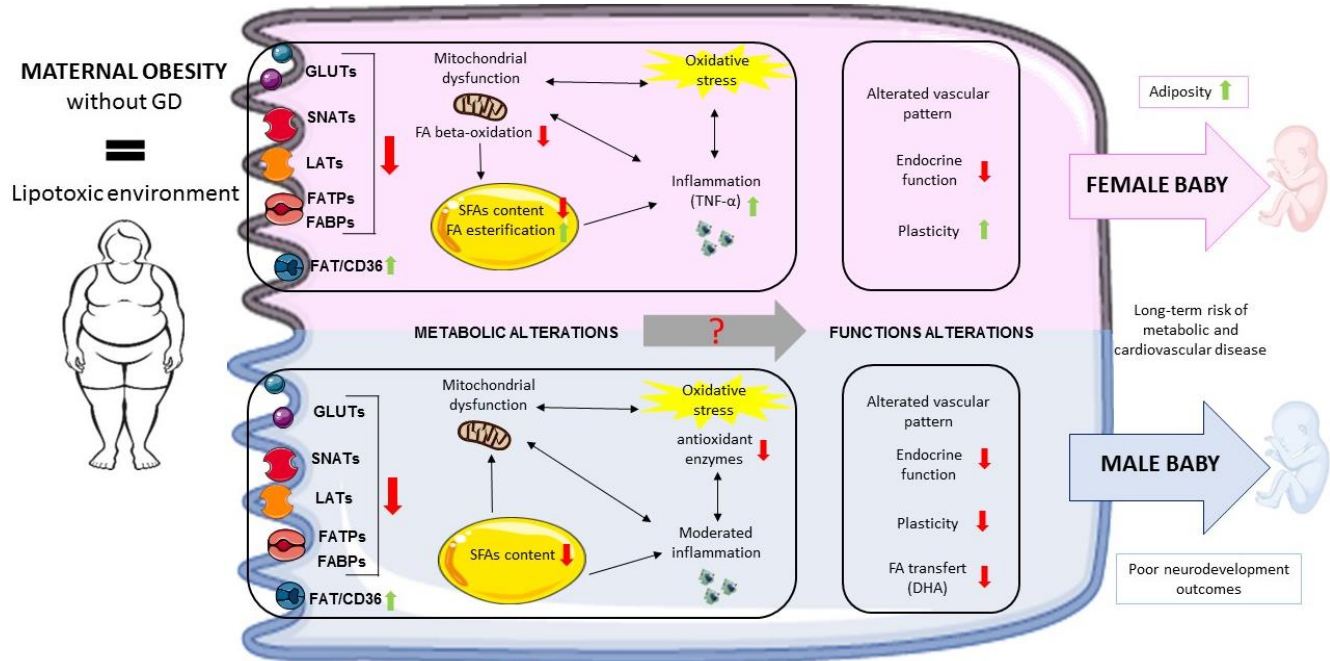 MATERNAL OBESITY
without GD
=
Lipotoxic environment
GLUTs
SNATs
LATs
FATPs
FABPs
FAT/CD36
Mitochondrial
dysfunction
FA beta-oxidation
SFAs content
FA esterification
Oxidative
stress
Inflammation
(TNF-α)
Alterated vascular
pattern
Endocrine
function
Plasticity
Adiposity
FEMALE BABY
METABOLIC ALTERATIONS
?
FUNCTIONS ALTERATIONS
Long-term risk of
metabolic and
cardiovascular disease
GLUTs
SNATs
LATs
FATPs
FABPs
FAT/CD36
Mitochondrial
dysfunction
SFAs content
Oxidative
stress
antioxidant
enzymes
Moderated
inflammation
Alterated vascular
pattern
Endocrine
function
Plasticity
FA transfert
(DHA)
MALE BABY
Poor neurodevelopment
outcomes